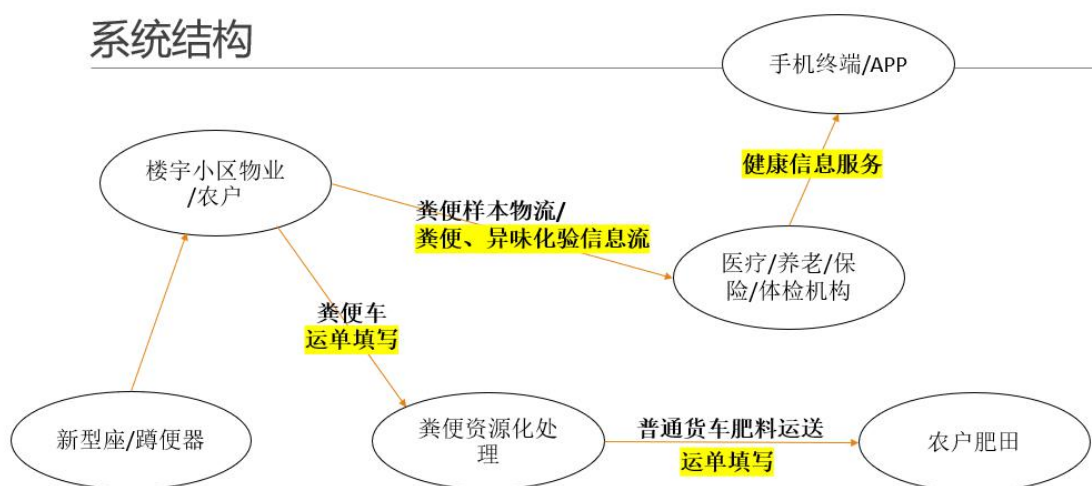 系统结构
手机终端/APP
健康信息服务
楼宇小区物业
/农户
粪便样本物流/
粪便、异味化验信息流
医疗/养老/保
险/体检机构
粪便车
运单填写
新型座/蹲便器
粪便资源化处
理
普通货车肥料运送
运单填写
农户肥田